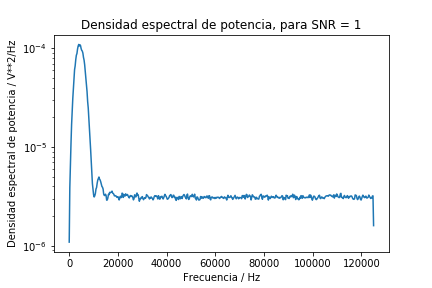 Densidad espectral de potencia, para SNR = 1
Densidad espectral de potencia / V**2/Hz
10⁻⁴
10⁻⁵
10⁻⁶
0 20000 40000 60000 80000 100000 120000
Frecuencia / Hz